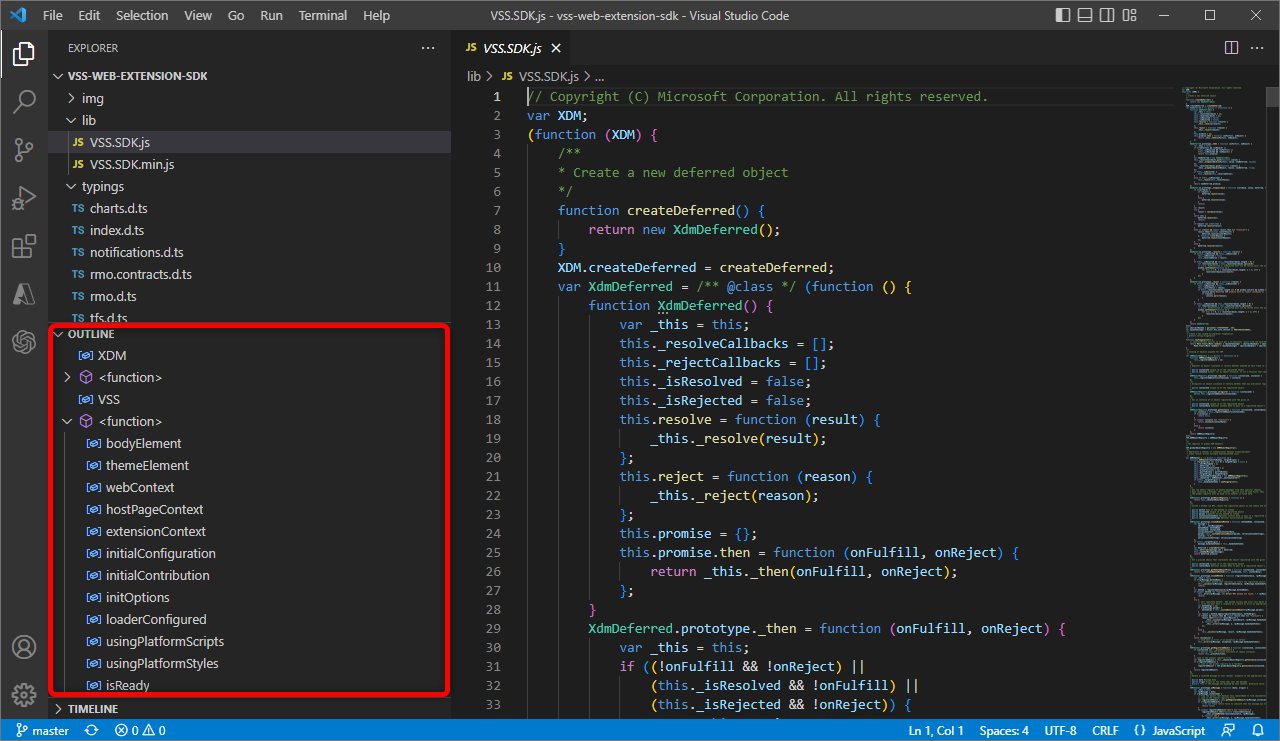 File Edit Selection View Go Run Terminal Help VSS.SDK.js - vss-web-extension-sdk - Visual Studio Code
EXPLORER
VSS-WEB-EXTENSION-SDK
img
lib
JS VSS.SDK.js
JS VSS.SDK.min.js
typings
TS charts.d.ts
TS index.d.ts
TS notifications.d.ts
TS rmo.contracts.d.ts
TS rmo.d.ts
TS tfs.d.ts
OUTLINE
XDM
<function>
VSS
<function>
bodyElement
themeElement
webContext
hostPageContext
extensionContext
initialConfiguration
initialContribution
initOptions
loaderConfigured
usingPlatformScripts
usingPlatformStyles
isReady
TIMELINE
JS VSS.SDK.js
lib > JS VSS.SDK.js > ...
1 // Copyright (C) Microsoft Corporation. All rights reserved.
2 var XDM;
3 (function (XDM) {
4 /**
5 * Create a new deferred object
6 */
7 function createDeferred() {
8 return new XdmDeferred();
9 }
10 XDM.createDeferred = createDeferred;
11 var XdmDeferred = /** @class */ (function () {
12 function XdmDeferred() {
13 var _this = this;
14 this._resolveCallbacks = [];
15 this._rejectCallbacks = [];
16 this._isResolved = false;
17 this._isRejected = false;
18 this.resolve = function (result) {
19 _this._resolve(result);
20 };
21 this.reject = function (reason) {
22 _this._reject(reason);
23 };
24 this.promise = {};
25 this.promise.then = function (onFulfill, onReject) {
26 return _this._then(onFulfill, onReject);
27 };
28 }
29 XdmDeferred.prototype._then = function (onFulfill, onReject) {
30 var _this = this;
31 if ((!onFulfill && !onReject) ||
32 (this._isResolved && !onFulfill) ||
33 (this._isRejected && !onReject)) {
master 0 0 Ln 1, Col 1 Spaces: 4 UTF-8 CRLF {} JavaScript